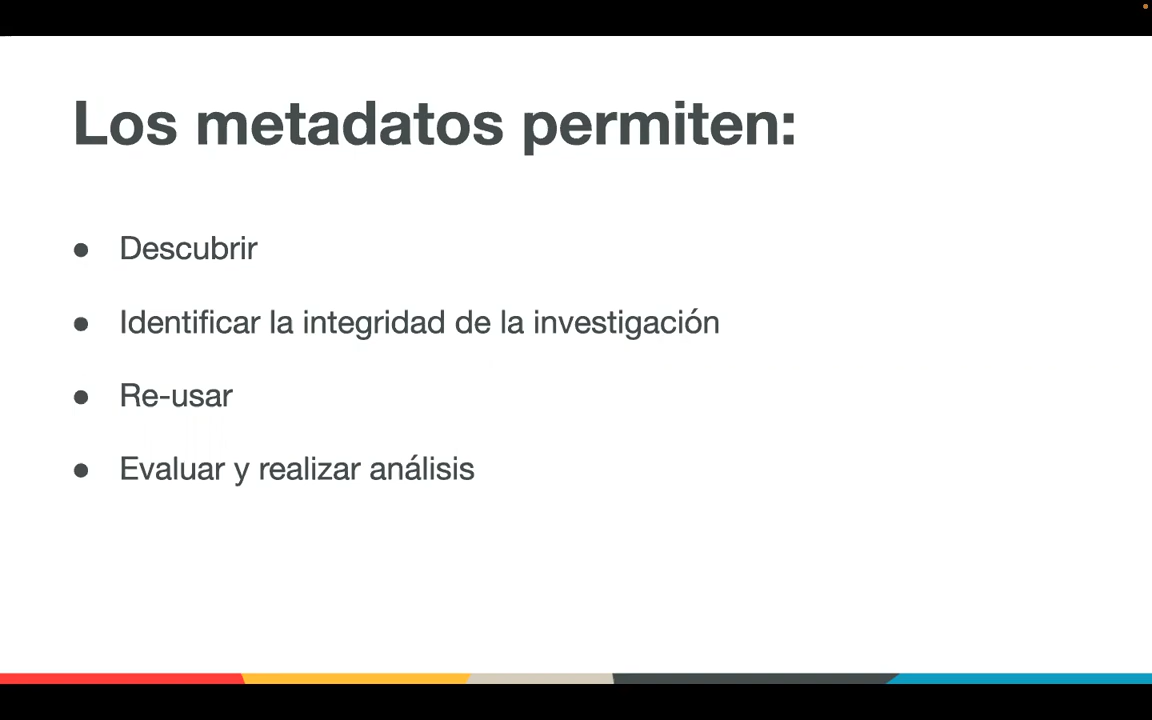 Los metadatos permiten:
● Descubrir
● Identificar la integridad de la investigación
● Re-usar
● Evaluar y realizar análisis